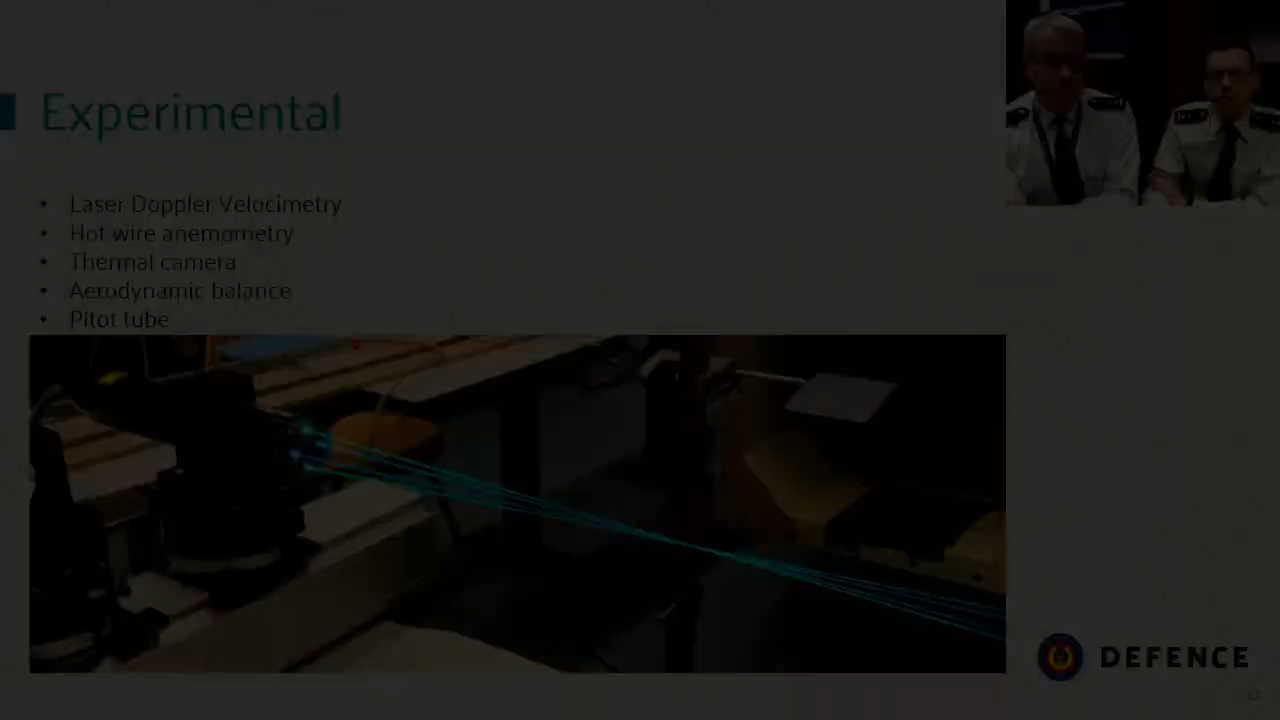 Experimental
• Laser Doppler Velocimetry
• Hot wire anemometry
• Thermal camera
• Aerodynamic balance
• Pitot tube
DEFENCE